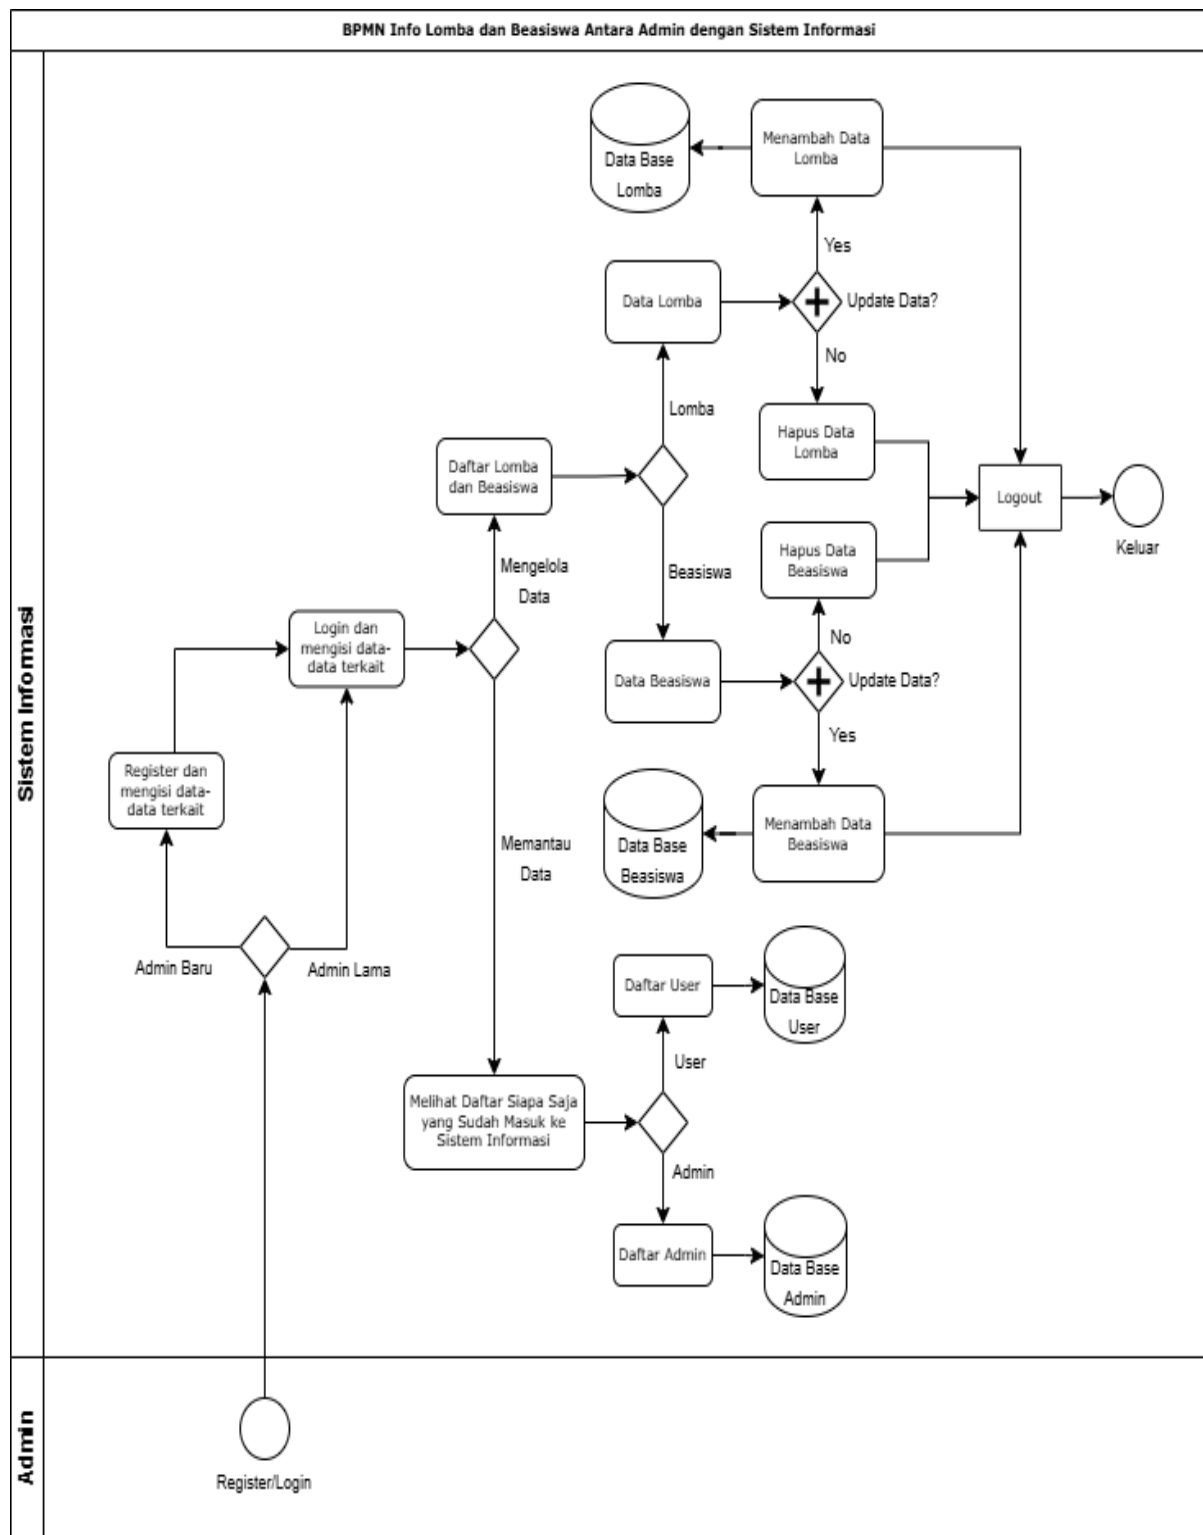 BPMN Info Lomba dan Beasiswa Antara Admin dengan Sistem Informasi
Sistem Informasi
Data Base
Lomba
Menambah Data
Lomba
Yes
Data Lomba
Update Data?
No
Lomba
Hapus Data
Lomba
Daftar Lomba
dan Beasiswa
Logout
Keluar
Mengelola
Data
Beasiswa
Hapus Data
Beasiswa
Login dan
mengisi data-
data terkait
No
Data Beasiswa
Update Data?
Yes
Register dan
mengisi data-
data terkait
Memantau
Data
Data Base
Beasiswa
Menambah Data
Beasiswa
Admin Baru
Admin Lama
Daftar User
Data Base
User
User
Melihat Daftar Siapa Saja
yang Sudah Masuk ke
Sistem Informasi
Admin
Daftar Admin
Data Base
Admin
Admin
Register/Login